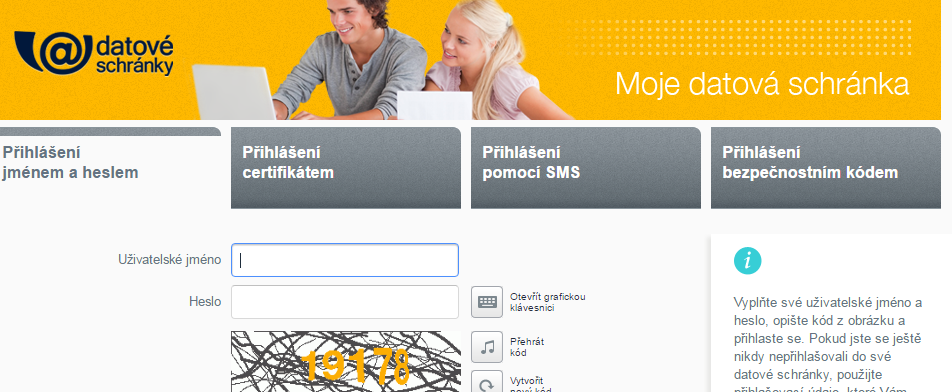 datové
schránky
Moje datová schránka
Přihlášení
jménem a heslem
Přihlášení
certifikátem
Přihlášení
pomocí SMS
Přihlášení
bezpečnostním kódem
Uživatelské jméno
Heslo
Otevřít grafickou
klávesnici
19178
Přehrát
kód
Vytvořit
nový kód
Vyplňte své uživatelské jméno a
heslo, opište kód z obrázku a
přihlaste se. Pokud jste se ještě
nikdy nepřihlašovali do své
datové schránky, použijte
přihlašovací údaje, které Vám